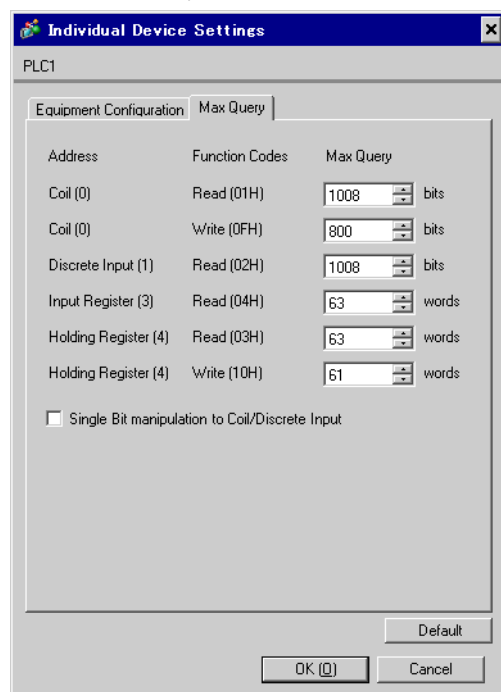 Individual Device Settings
PLC1
Equipment Configuration Max Query
Address Function Codes Max Query
Coil (0) Read (01H) 1008 bits
Coil (0) Write (0FH) 800 bits
Discrete Input (1) Read (02H) 1008 bits
Input Register (3) Read (04H) 63 words
Holding Register (4) Read (03H) 63 words
Holding Register (4) Write (10H) 61 words
Single Bit manipulation to Coil/Discrete Input
Default
OK (O) Cancel